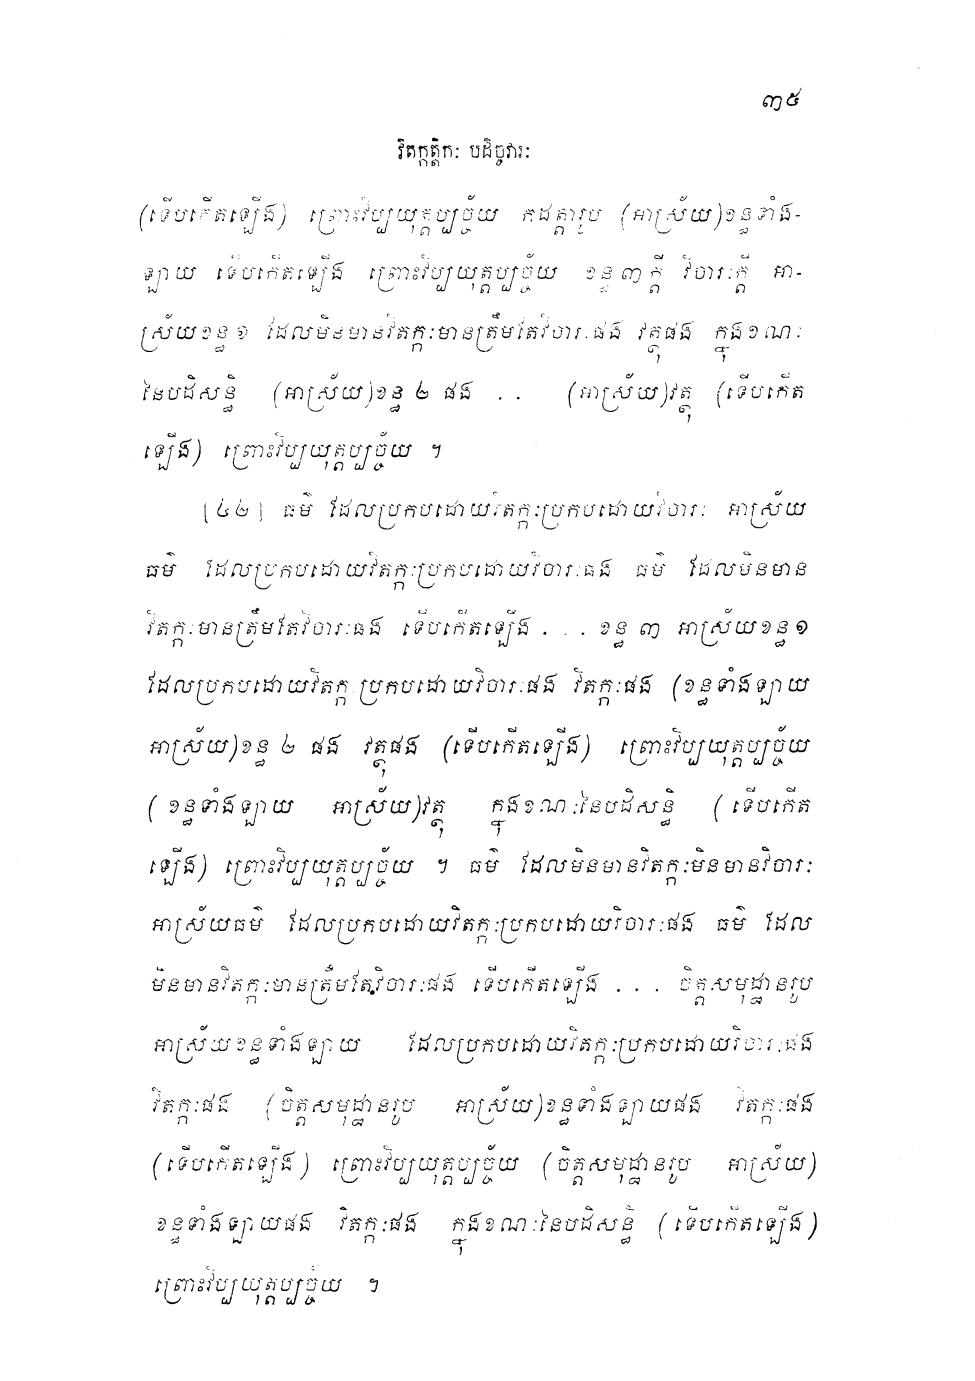 ៣៥
វិតក្កត្តិកៈ បដិច្ចវារៈ
(ទើបកើតឡើង) ព្រោះវិប្បយុត្តប្បច្ច័យ កដត្តារូប (អាស្រ័យ)ខន្ធទាំង-
ឡាយ ទើបកើតឡើង ព្រោះវិប្បយុត្តប្បច្ច័យ ខន្ធ៣ក្តី វិចារៈក្តី អា-
ស្រ័យខន្ធ១ ដែលមិនមានវិតក្កៈមានត្រឹមតែវិចារៈផង វត្ថុផង ក្នុងខណៈ
នៃបដិសន្ធិ (អាស្រ័យ)ខន្ធ ២ ផង .. (អាស្រ័យ)វត្ថុ (ទើបកើត
ឡើង) ព្រោះវិប្បយុត្តប្បច្ច័យ ។
[៤២] ធម៌ ដែលប្រកបដោយវិតក្កៈប្រកបដោយវិចារៈ អាស្រ័យ
ធម៌ ដែលប្រកបដោយវិតក្កៈប្រកបដោយវិចារៈផង ធម៌ ដែលមិនមាន
វិតក្កៈមានត្រឹមតែវិចារៈផង ទើបកើតឡើង ... ខន្ធ ៣ អាស្រ័យខន្ធ១
ដែលប្រកបដោយវិតក្កៈប្រកបដោយវិចារៈផង វិតក្កៈផង (ខន្ធទាំងឡាយ
អាស្រ័យ)ខន្ធ ២ ផង វត្ថុផង (ទើបកើតឡើង) ព្រោះវិប្បយុត្តប្បច្ច័យ
(ខន្ធទាំងឡាយ អាស្រ័យ)វត្ថុ ក្នុងខណៈនៃបដិសន្ធិ (ទើបកើត
ឡើង) ព្រោះវិប្បយុត្តប្បច្ច័យ ។ ធម៌ ដែលមិនមានវិតក្កៈមិនមានវិចារៈ
អាស្រ័យធម៌ ដែលប្រកបដោយវិតក្កៈប្រកបដោយវិចារៈផង ធម៌ ដែល
មិនមានវិតក្កៈមានត្រឹមតែវិចារៈផង ទើបកើតឡើង ... ចិត្តសមុដ្ឋានរូប
អាស្រ័យខន្ធទាំងឡាយ ដែលប្រកបដោយវិតក្កៈប្រកបដោយវិចារៈផង
វិតក្កៈផង (ចិត្តសមុដ្ឋានរូប អាស្រ័យ)ខន្ធទាំងឡាយផង វិតក្កៈផង
(ទើបកើតឡើង) ព្រោះវិប្បយុត្តប្បច្ច័យ (ចិត្តសមុដ្ឋានរូប អាស្រ័យ)
ខន្ធទាំងឡាយផង វិតក្កៈផង ក្នុងខណៈនៃបដិសន្ធិ (ទើបកើតឡើង)
ព្រោះវិប្បយុត្តប្បច្ច័យ ។